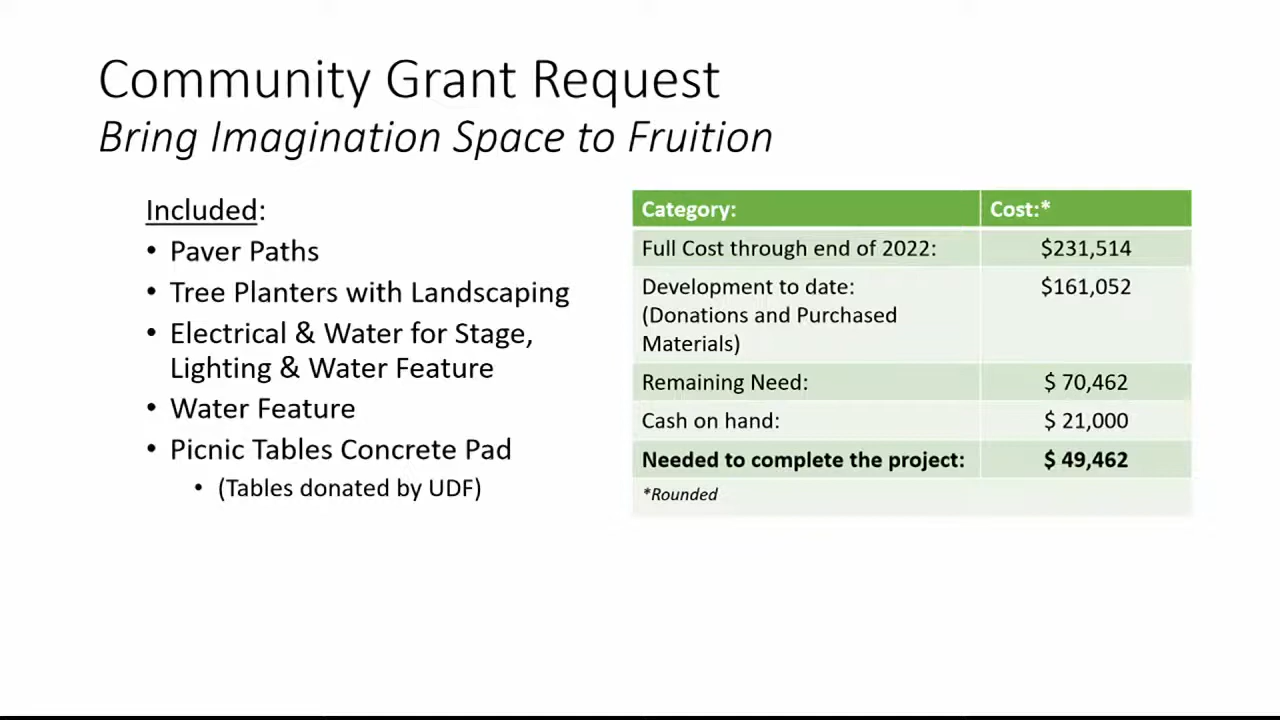 Community Grant Request
Bring Imagination Space to Fruition
Included:
• Paver Paths
• Tree Planters with Landscaping
• Electrical & Water for Stage,
Lighting & Water Feature
• Water Feature
• Picnic Tables Concrete Pad
• (Tables donated by UDF)
Category: Cost:*
Full Cost through end of 2022: $231,514
Development to date: $161,052
(Donations and Purchased
Materials)
Remaining Need: $ 70,462
Cash on hand: $ 21,000
Needed to complete the project: $ 49,462
*Rounded